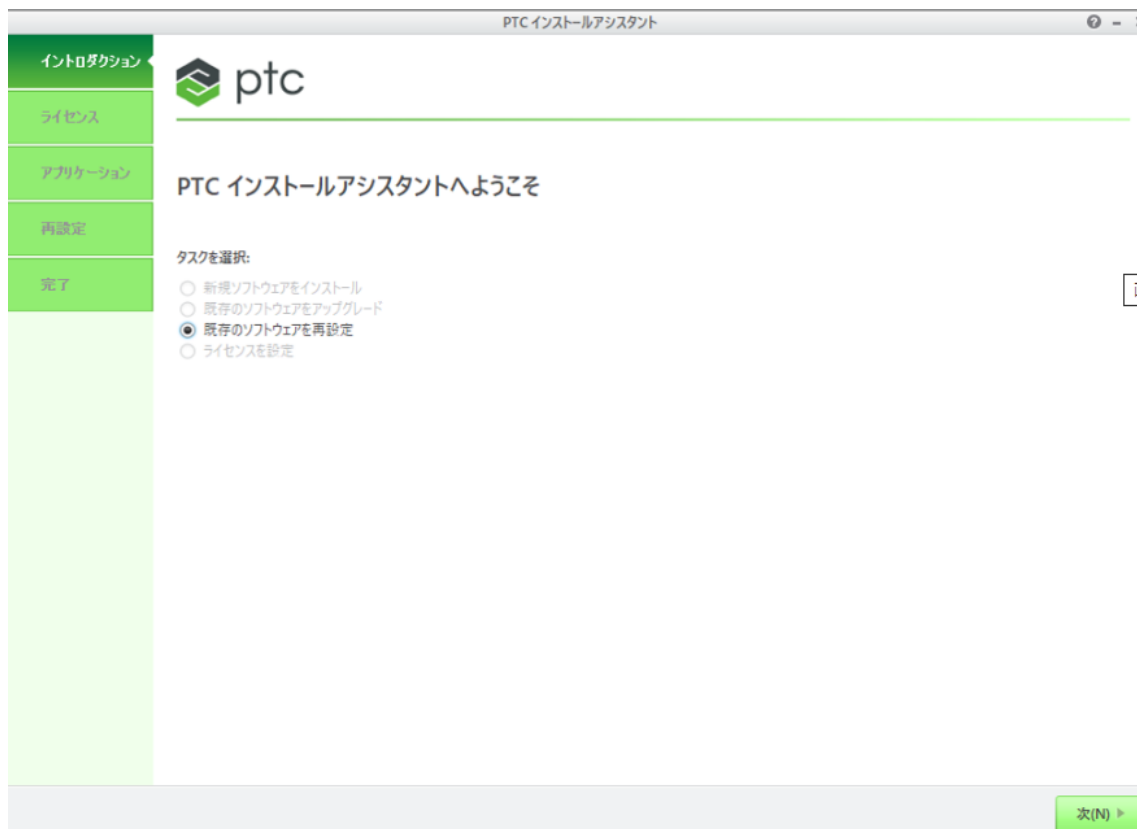 PTC インストールアシスタント
イントロダクション
ptc
ライセンス
アプリケーション
PTC インストールアシスタントへようこそ
再設定
タスクを選択:
完了
新規ソフトウェアをインストール
既存のソフトウェアをアップグレード
既存のソフトウェアを再設定
ライセンスを設定
次(N)